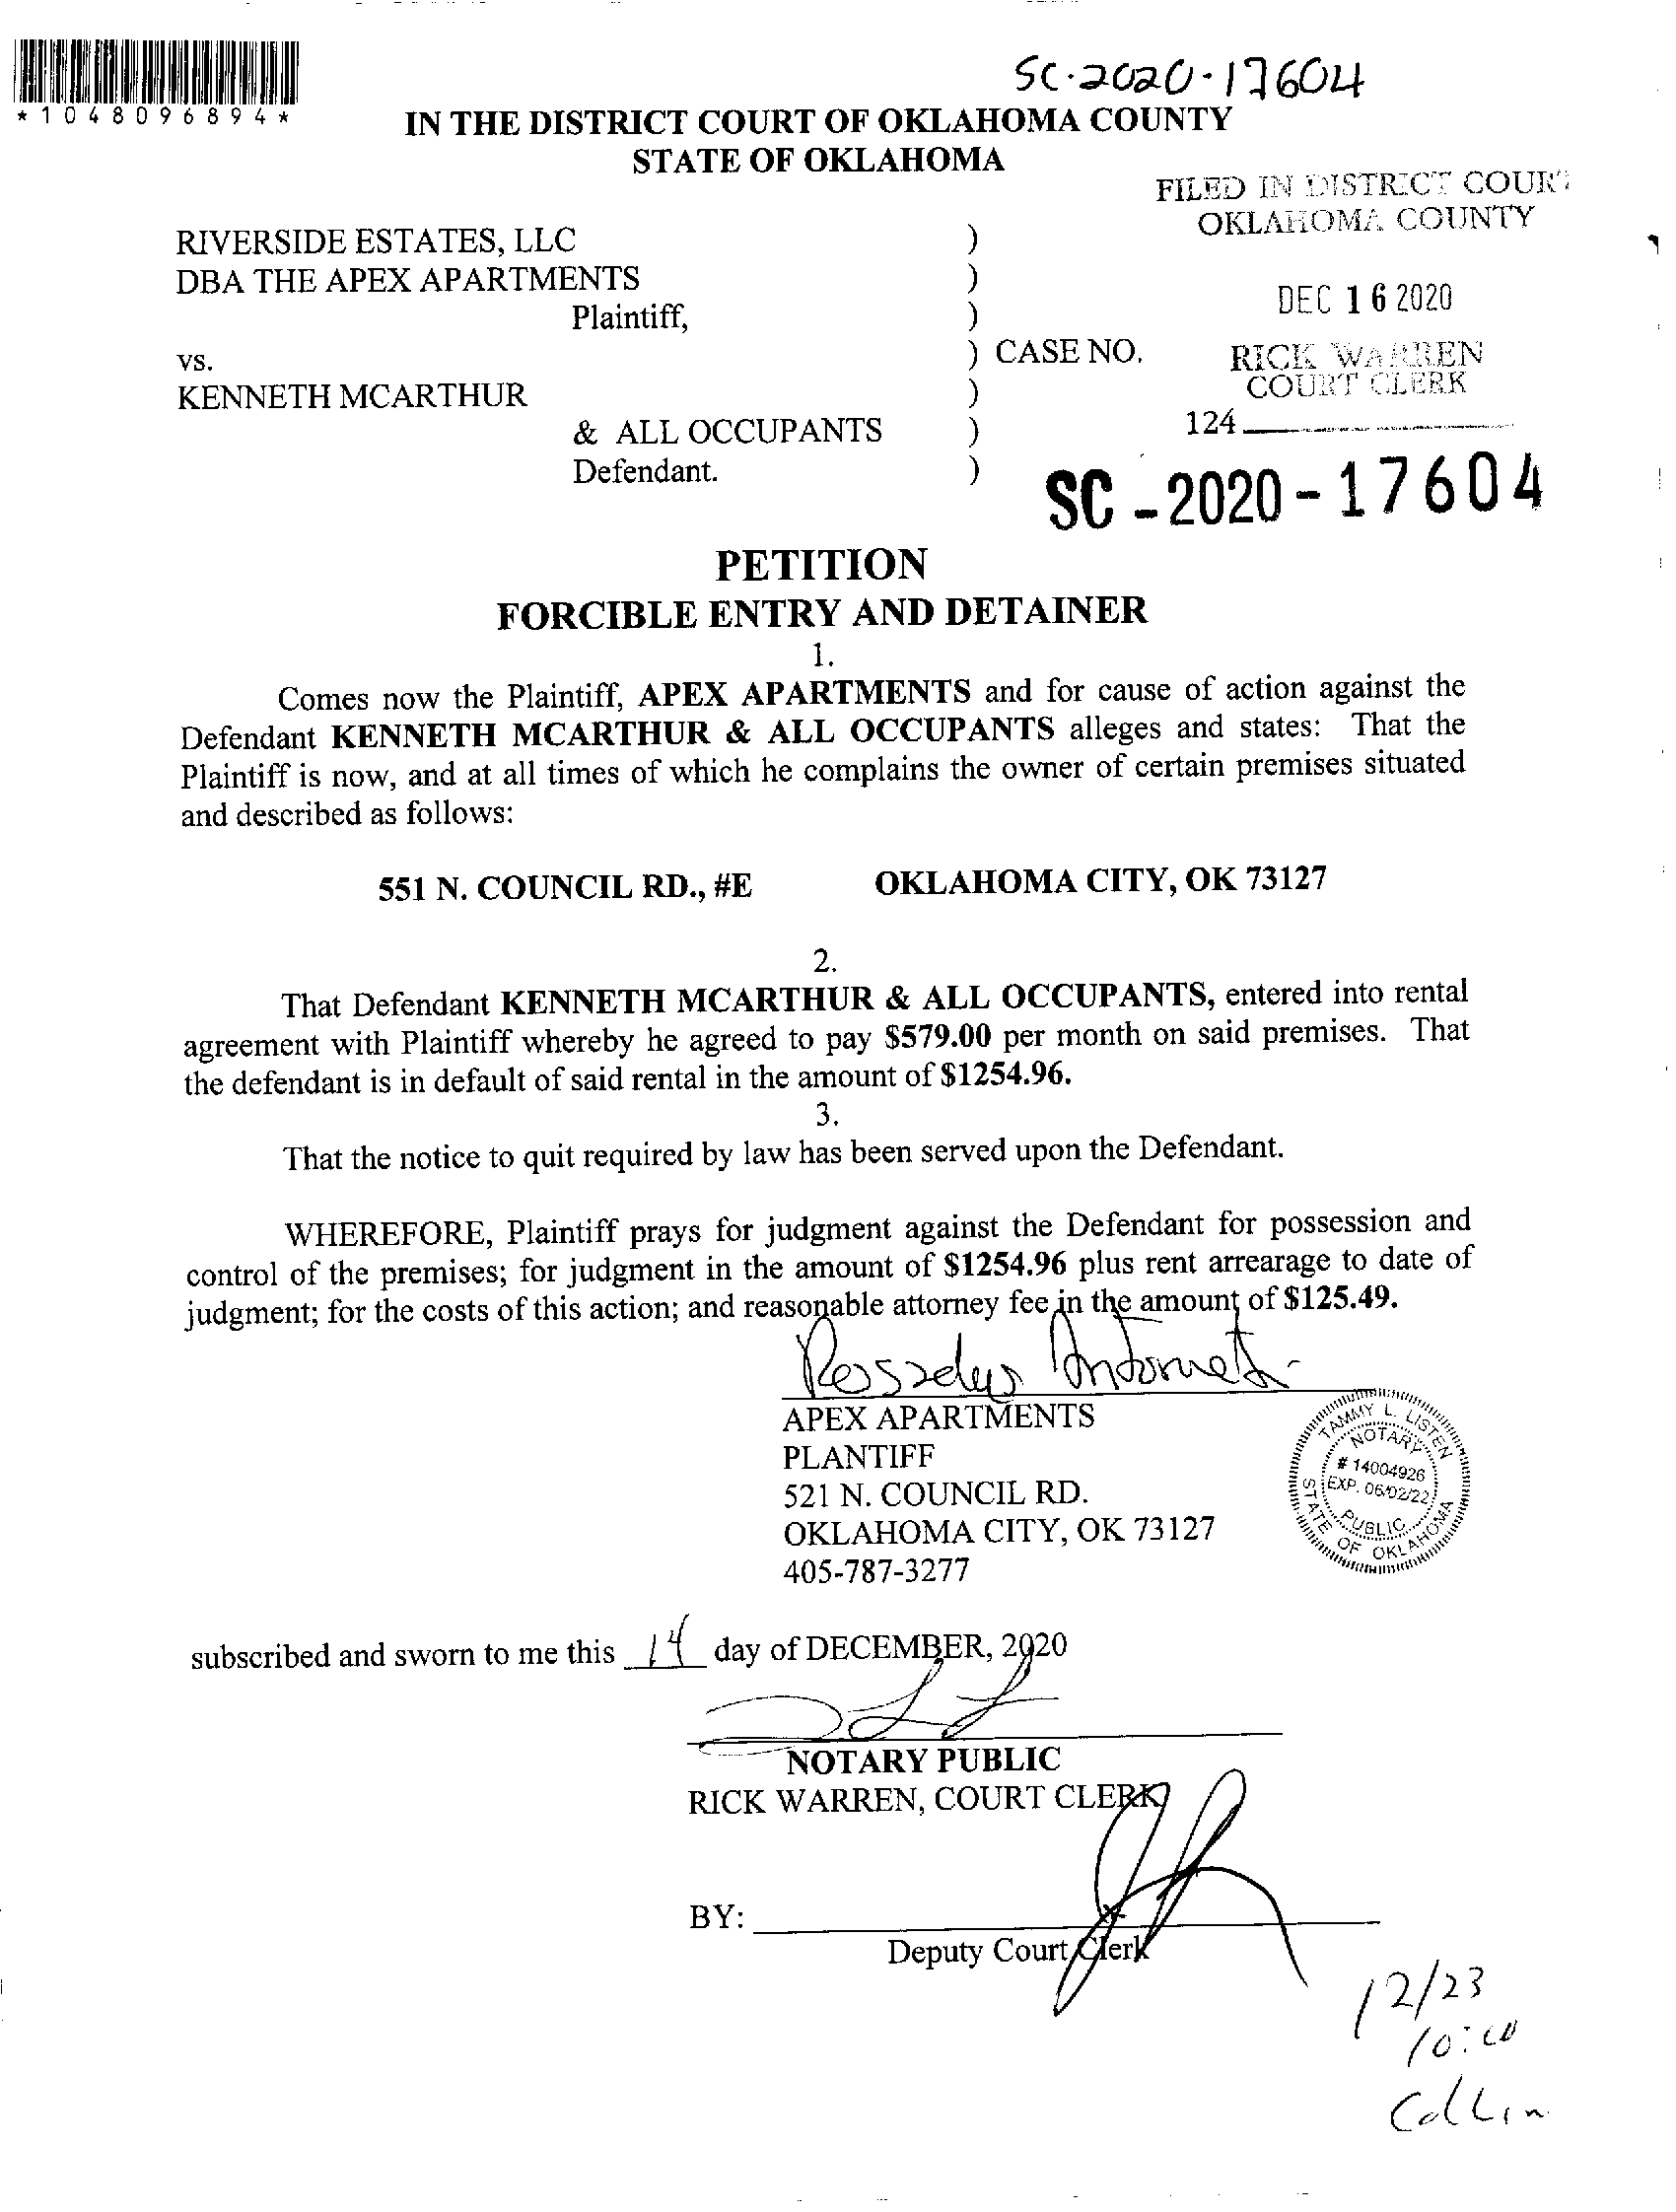 SC-2020-17604
*1048096894*
IN THE DISTRICT COURT OF OKLAHOMA COUNTY
STATE OF OKLAHOMA
FILED IN DISTRICT COURT
OKLAHOMA COUNTY
RIVERSIDE ESTATES, LLC )
DBA THE APEX APARTMENTS )
DEC 16 2020
Plaintiff, )
vs. ) CASE NO. RICK WARREN
COURT CLERK
KENNETH MCARTHUR )
& ALL OCCUPANTS ) 124
Defendant. )
SC-2020-17604
PETITION
FORCIBLE ENTRY AND DETAINER
1.
Comes now the Plaintiff, APEX APARTMENTS and for cause of action against the
Defendant KENNETH MCARTHUR & ALL OCCUPANTS alleges and states: That the
Plaintiff is now, and at all times of which he complains the owner of certain premises situated
and described as follows:
551 N. COUNCIL RD., #E OKLAHOMA CITY, OK 73127
2.
That Defendant KENNETH MCARTHUR & ALL OCCUPANTS, entered into rental
agreement with Plaintiff whereby he agreed to pay $579.00 per month on said premises. That
the defendant is in default of said rental in the amount of $1254.96.
3.
That the notice to quit required by law has been served upon the Defendant.
WHEREFORE, Plaintiff prays for judgment against the Defendant for possession and
control of the premises; for judgment in the amount of $1254.96 plus rent arrearage to date of
judgment; for the costs of this action; and reasonable attorney fee in the amount of $125.49.
APEX APARTMENTS
PLANTIFF
521 N. COUNCIL RD.
OKLAHOMA CITY, OK 73127
405-787-3277
TAMMY L. LISTEN
NOTARY
# 14004926
EXP. 06/02/22
PUBLIC
STATE OF OKLAHOMA
subscribed and sworn to me this 14 day of DECEMBER, 2020
NOTARY PUBLIC
RICK WARREN, COURT CLERK
BY:
Deputy Court Clerk
12/23
10:00
Collin